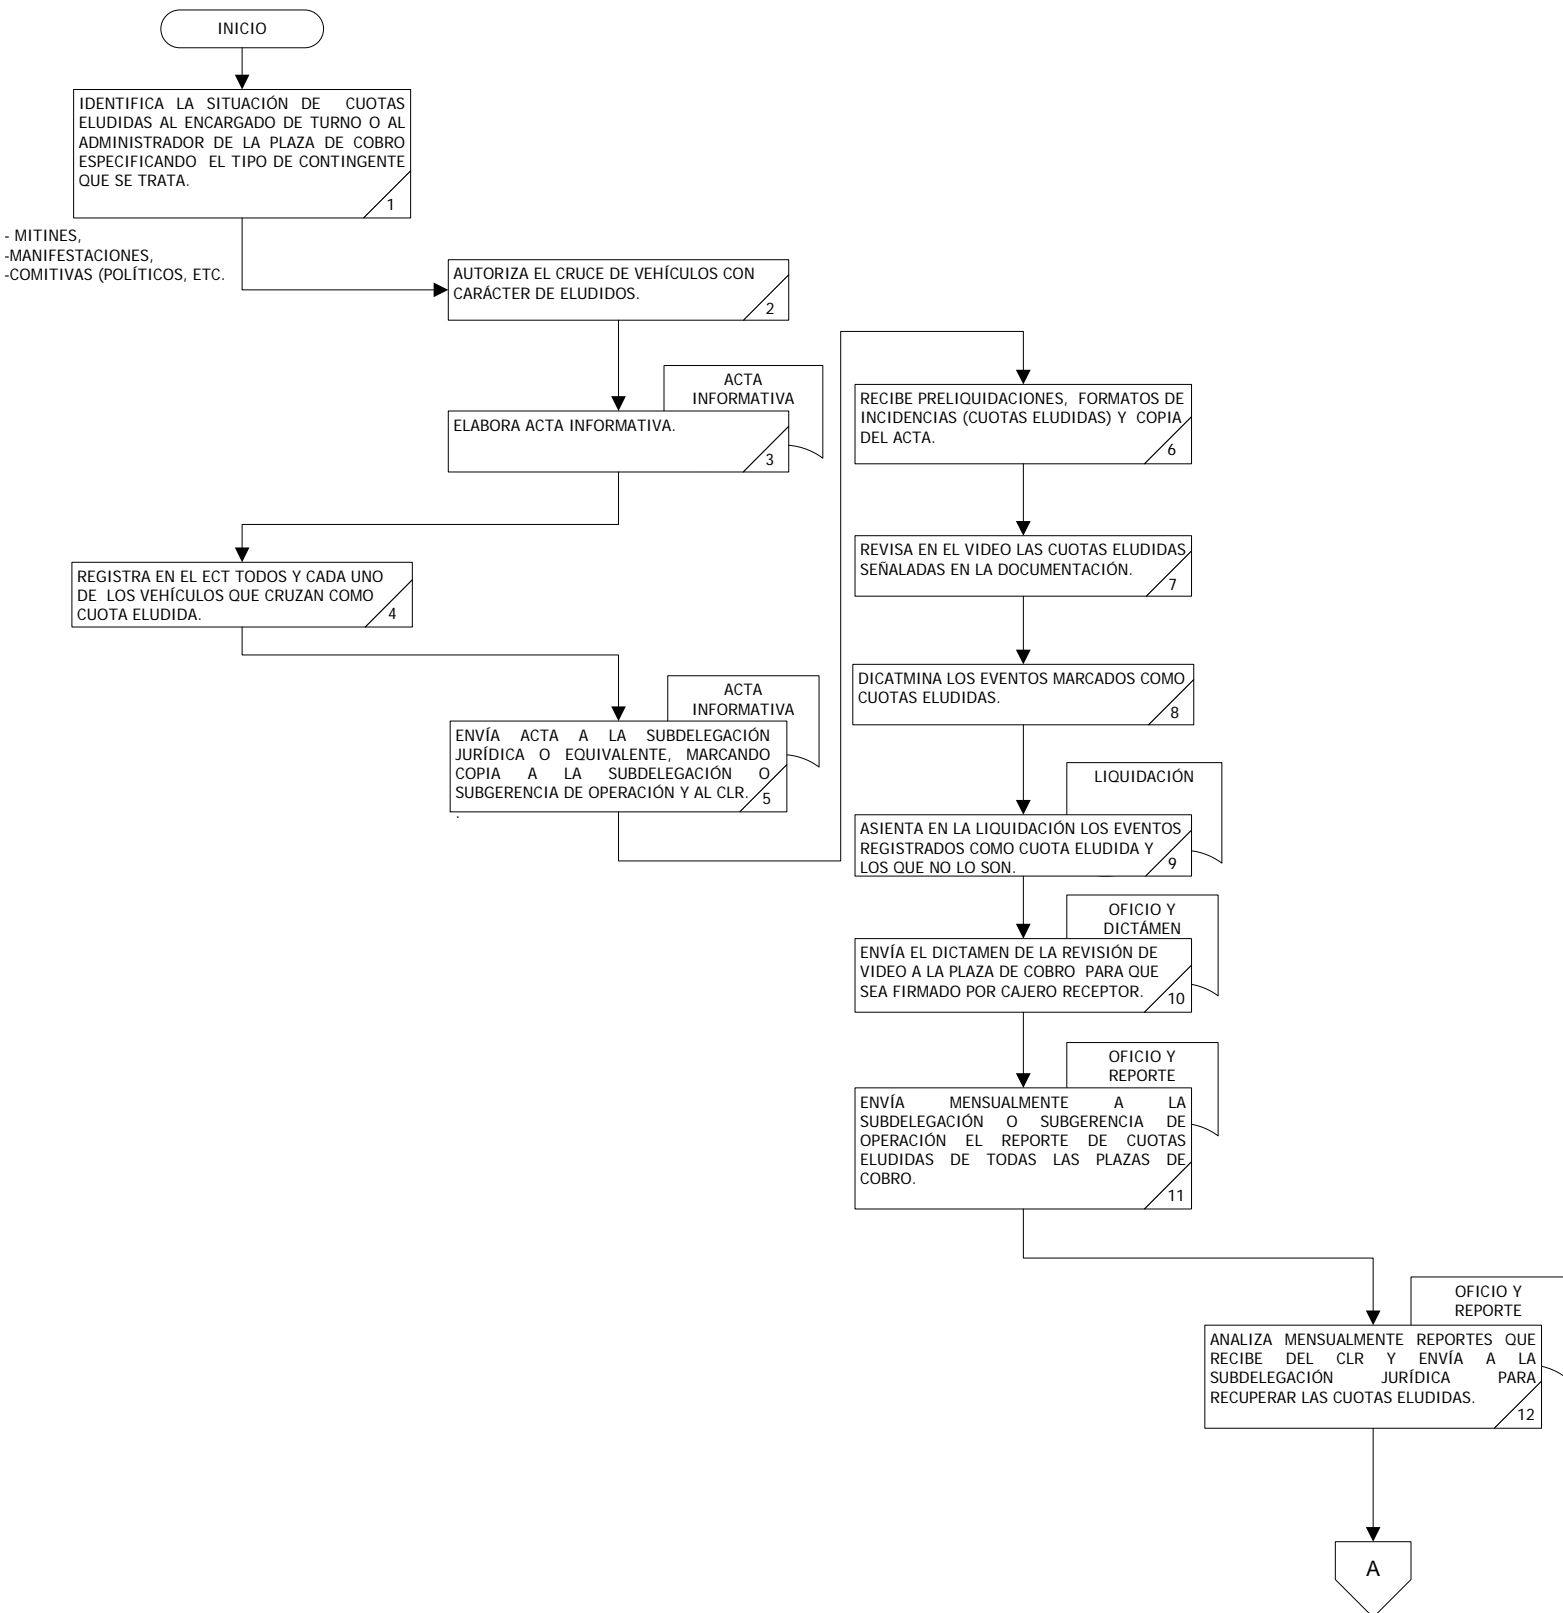 INICIO
IDENTIFICA LA SITUACIÓN DE CUOTAS
ELUDIDAS AL ENCARGADO DE TURNO O AL
ADMINISTRADOR DE LA PLAZA DE COBRO
ESPECIFICANDO EL TIPO DE CONTINGENTE
QUE SE TRATA.
1
- MITINES,
-MANIFESTACIONES,
-COMITIVAS (POLÍTICOS, ETC.
AUTORIZA EL CRUCE DE VEHÍCULOS CON
CARÁCTER DE ELUDIDOS.
2
ACTA
INFORMATIVA
ELABORA ACTA INFORMATIVA.
3
REGISTRA EN EL ECT TODOS Y CADA UNO
DE LOS VEHÍCULOS QUE CRUZAN COMO
CUOTA ELUDIDA.
4
ACTA
INFORMATIVA
ENVÍA ACTA A LA SUBDELEGACIÓN
JURÍDICA O EQUIVALENTE, MARCANDO
COPIA A LA SUBDELEGACIÓN O
SUBGERENCIA DE OPERACIÓN Y AL CLR.
.
5
RECIBE PRELIQUIDACIONES, FORMATOS DE
INCIDENCIAS (CUOTAS ELUDIDAS) Y COPIA
DEL ACTA.
6
REVISA EN EL VIDEO LAS CUOTAS ELUDIDAS
SEÑALADAS EN LA DOCUMENTACIÓN.
7
DICATMINA LOS EVENTOS MARCADOS COMO
CUOTAS ELUDIDAS.
8
LIQUIDACIÓN
ASIENTA EN LA LIQUIDACIÓN LOS EVENTOS
REGISTRADOS COMO CUOTA ELUDIDA Y
LOS QUE NO LO SON.
9
OFICIO Y
DICTÁMEN
ENVÍA EL DICTAMEN DE LA REVISIÓN DE
VIDEO A LA PLAZA DE COBRO PARA QUE
SEA FIRMADO POR CAJERO RECEPTOR.
10
OFICIO Y
REPORTE
ENVÍA MENSUALMENTE A LA
SUBDELEGACIÓN O SUBGERENCIA DE
OPERACIÓN EL REPORTE DE CUOTAS
ELUDIDAS DE TODAS LAS PLAZAS DE
COBRO.
11
OFICIO Y
REPORTE
ANALIZA MENSUALMENTE REPORTES QUE
RECIBE DEL CLR Y ENVÍA A LA
SUBDELEGACIÓN JURÍDICA PARA
RECUPERAR LAS CUOTAS ELUDIDAS.
12
A